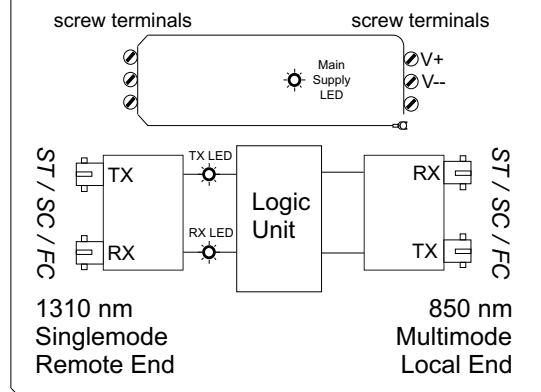 screw terminals
screw terminals
V+
V--
Main
Supply
LED
TX LED
TX
RX
ST / SC / FC
ST / SC / FC
Logic
Unit
RX LED
RX
TX
1310 nm
Singlemode
Remote End
850 nm
Multimode
Local End